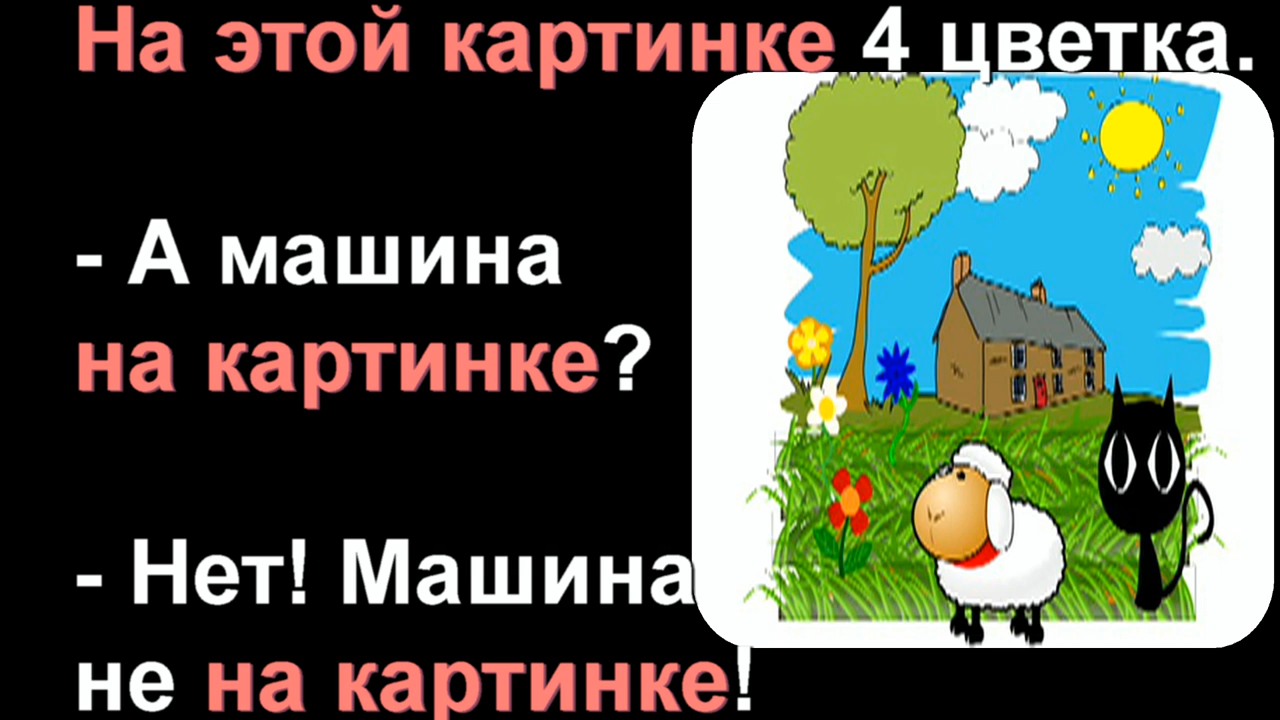 На этой картинке 4 цветка.
- А машина
на картинке?
- Нет! Машина
не на картинке!